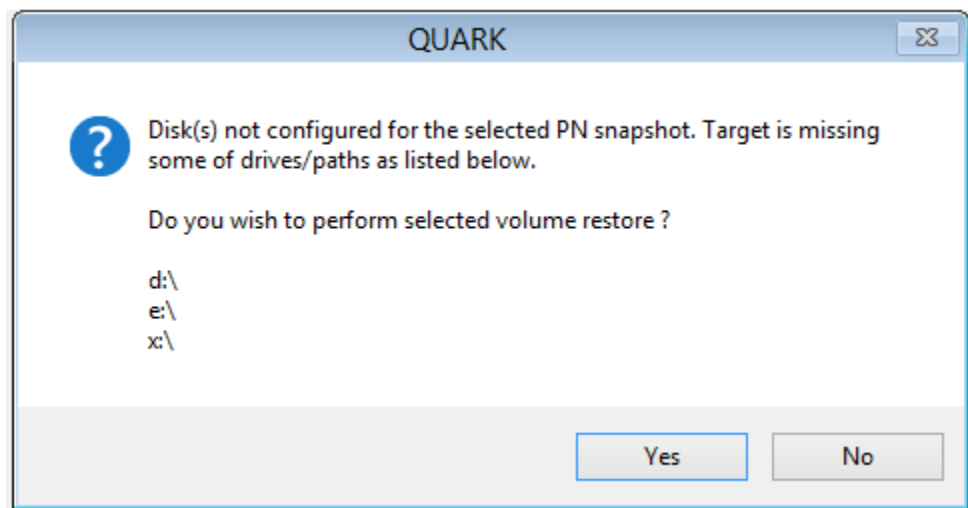 QUARK
Disk(s) not configured for the selected PN snapshot. Target is missing
some of drives/paths as listed below.
Do you wish to perform selected volume restore ?
d:\
e:\
x:\
Yes
No